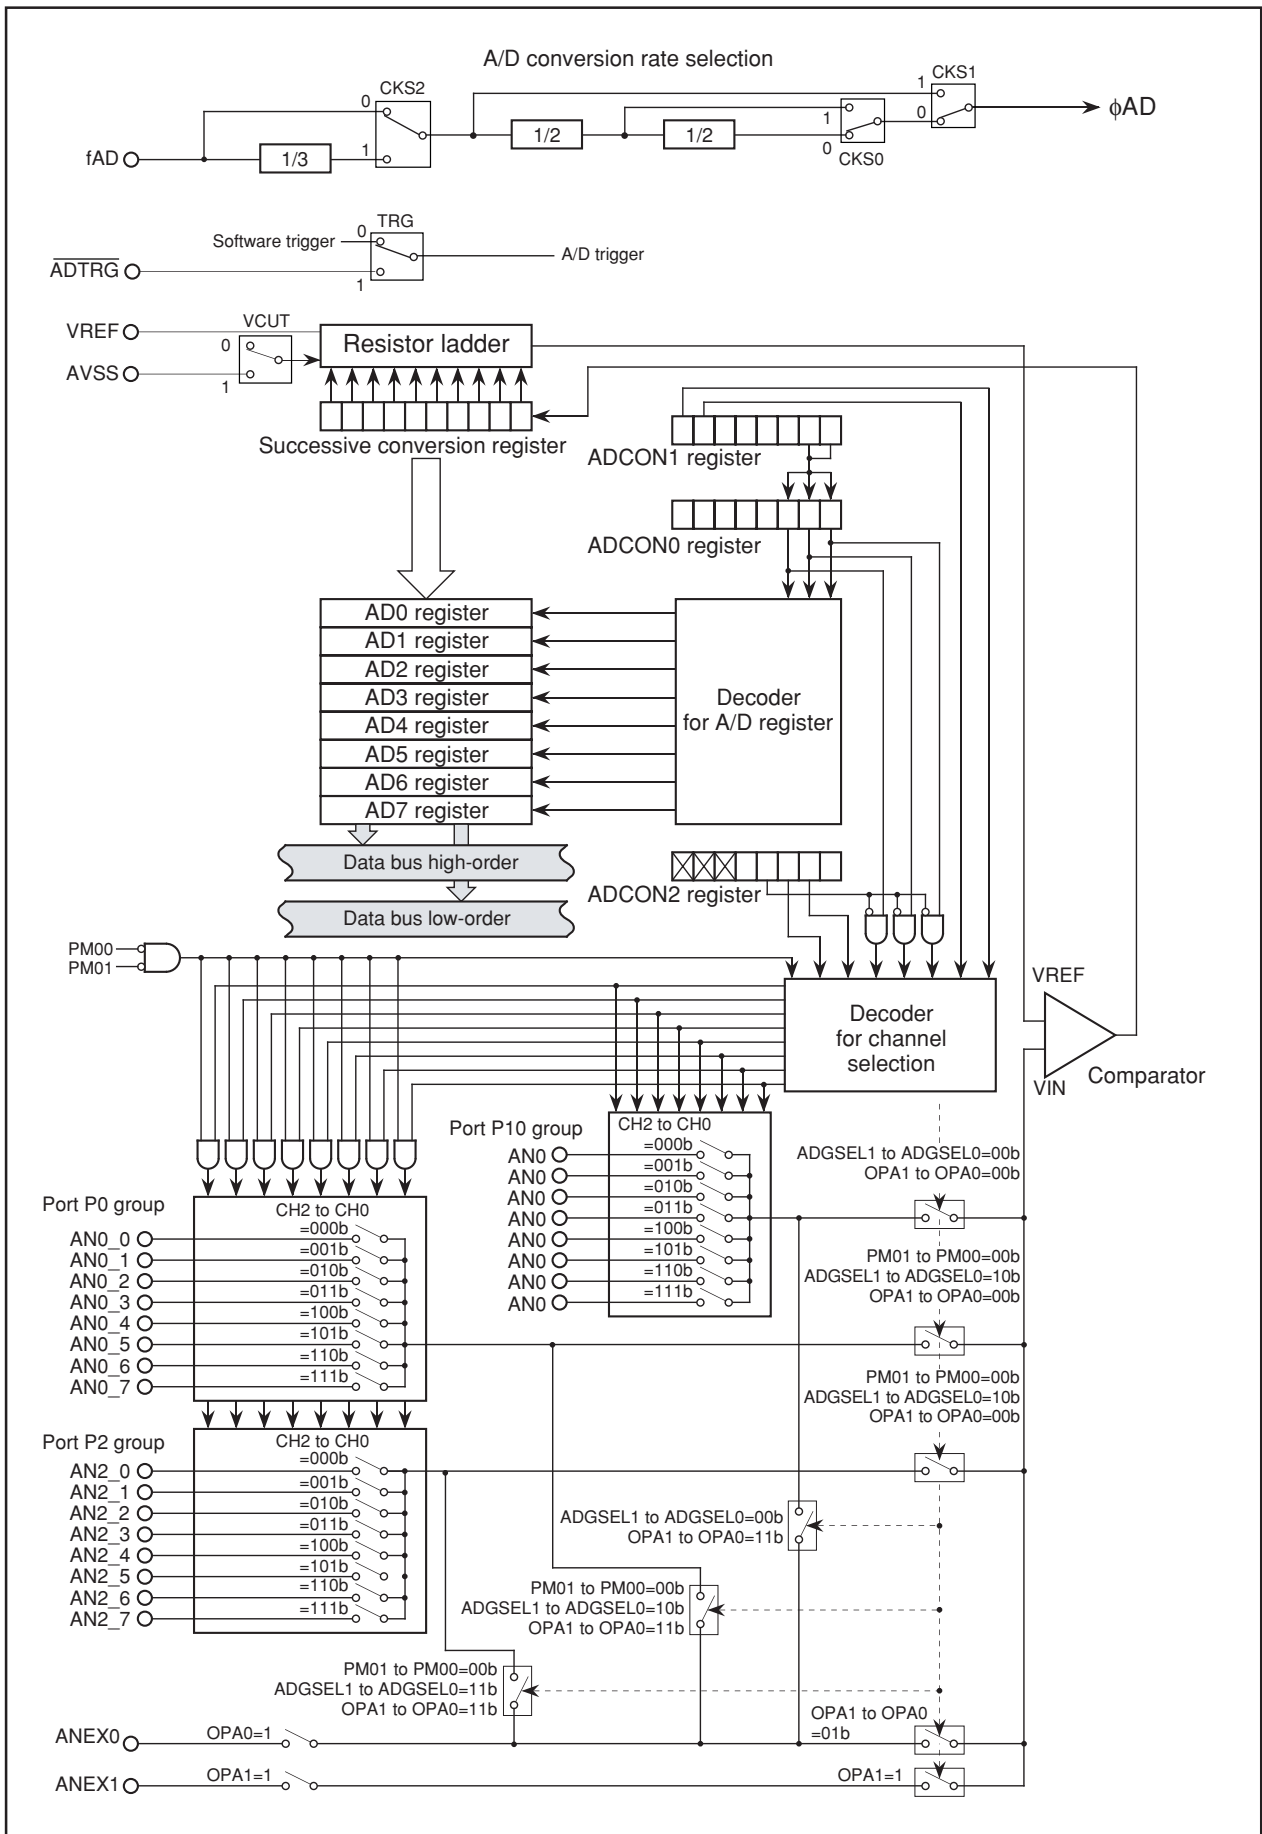 A/D conversion rate selection
CKS2
0
1
fAD
1/3
1/2
1/2
1
0
CKS0
CKS1
1
0
φAD
TRG
Software trigger
0
1
ADTRG
A/D trigger
VREF
AVSS
VCUT
0
1
Resistor ladder
Successive conversion register
ADCON1 register
ADCON0 register
AD0 register
AD1 register
AD2 register
AD3 register
AD4 register
AD5 register
AD6 register
AD7 register
Decoder
for A/D register
Data bus high-order
Data bus low-order
ADCON2 register
PM00
PM01
Decoder
for channel
selection
VREF
VIN
Comparator
Port P10 group
CH2 to CH0
AN0
=000b
AN0
=001b
AN0
=010b
AN0
=011b
AN0
=100b
AN0
=101b
AN0
=110b
AN0
=111b
ADGSEL1 to ADGSEL0=00b
OPA1 to OPA0=00b
Port P0 group
CH2 to CH0
AN0_0
=000b
AN0_1
=001b
AN0_2
=010b
AN0_3
=011b
AN0_4
=100b
AN0_5
=101b
AN0_6
=110b
AN0_7
=111b
PM01 to PM00=00b
ADGSEL1 to ADGSEL0=10b
OPA1 to OPA0=00b
PM01 to PM00=00b
ADGSEL1 to ADGSEL0=10b
OPA1 to OPA0=00b
Port P2 group
CH2 to CH0
AN2_0
=000b
AN2_1
=001b
AN2_2
=010b
AN2_3
=011b
AN2_4
=100b
AN2_5
=101b
AN2_6
=110b
AN2_7
=111b
ADGSEL1 to ADGSEL0=00b
OPA1 to OPA0=11b
PM01 to PM00=00b
ADGSEL1 to ADGSEL0=10b
OPA1 to OPA0=11b
PM01 to PM00=00b
ADGSEL1 to ADGSEL0=11b
OPA1 to OPA0=11b
ANEX0
OPA0=1
OPA1 to OPA0
=01b
ANEX1
OPA1=1
OPA1=1